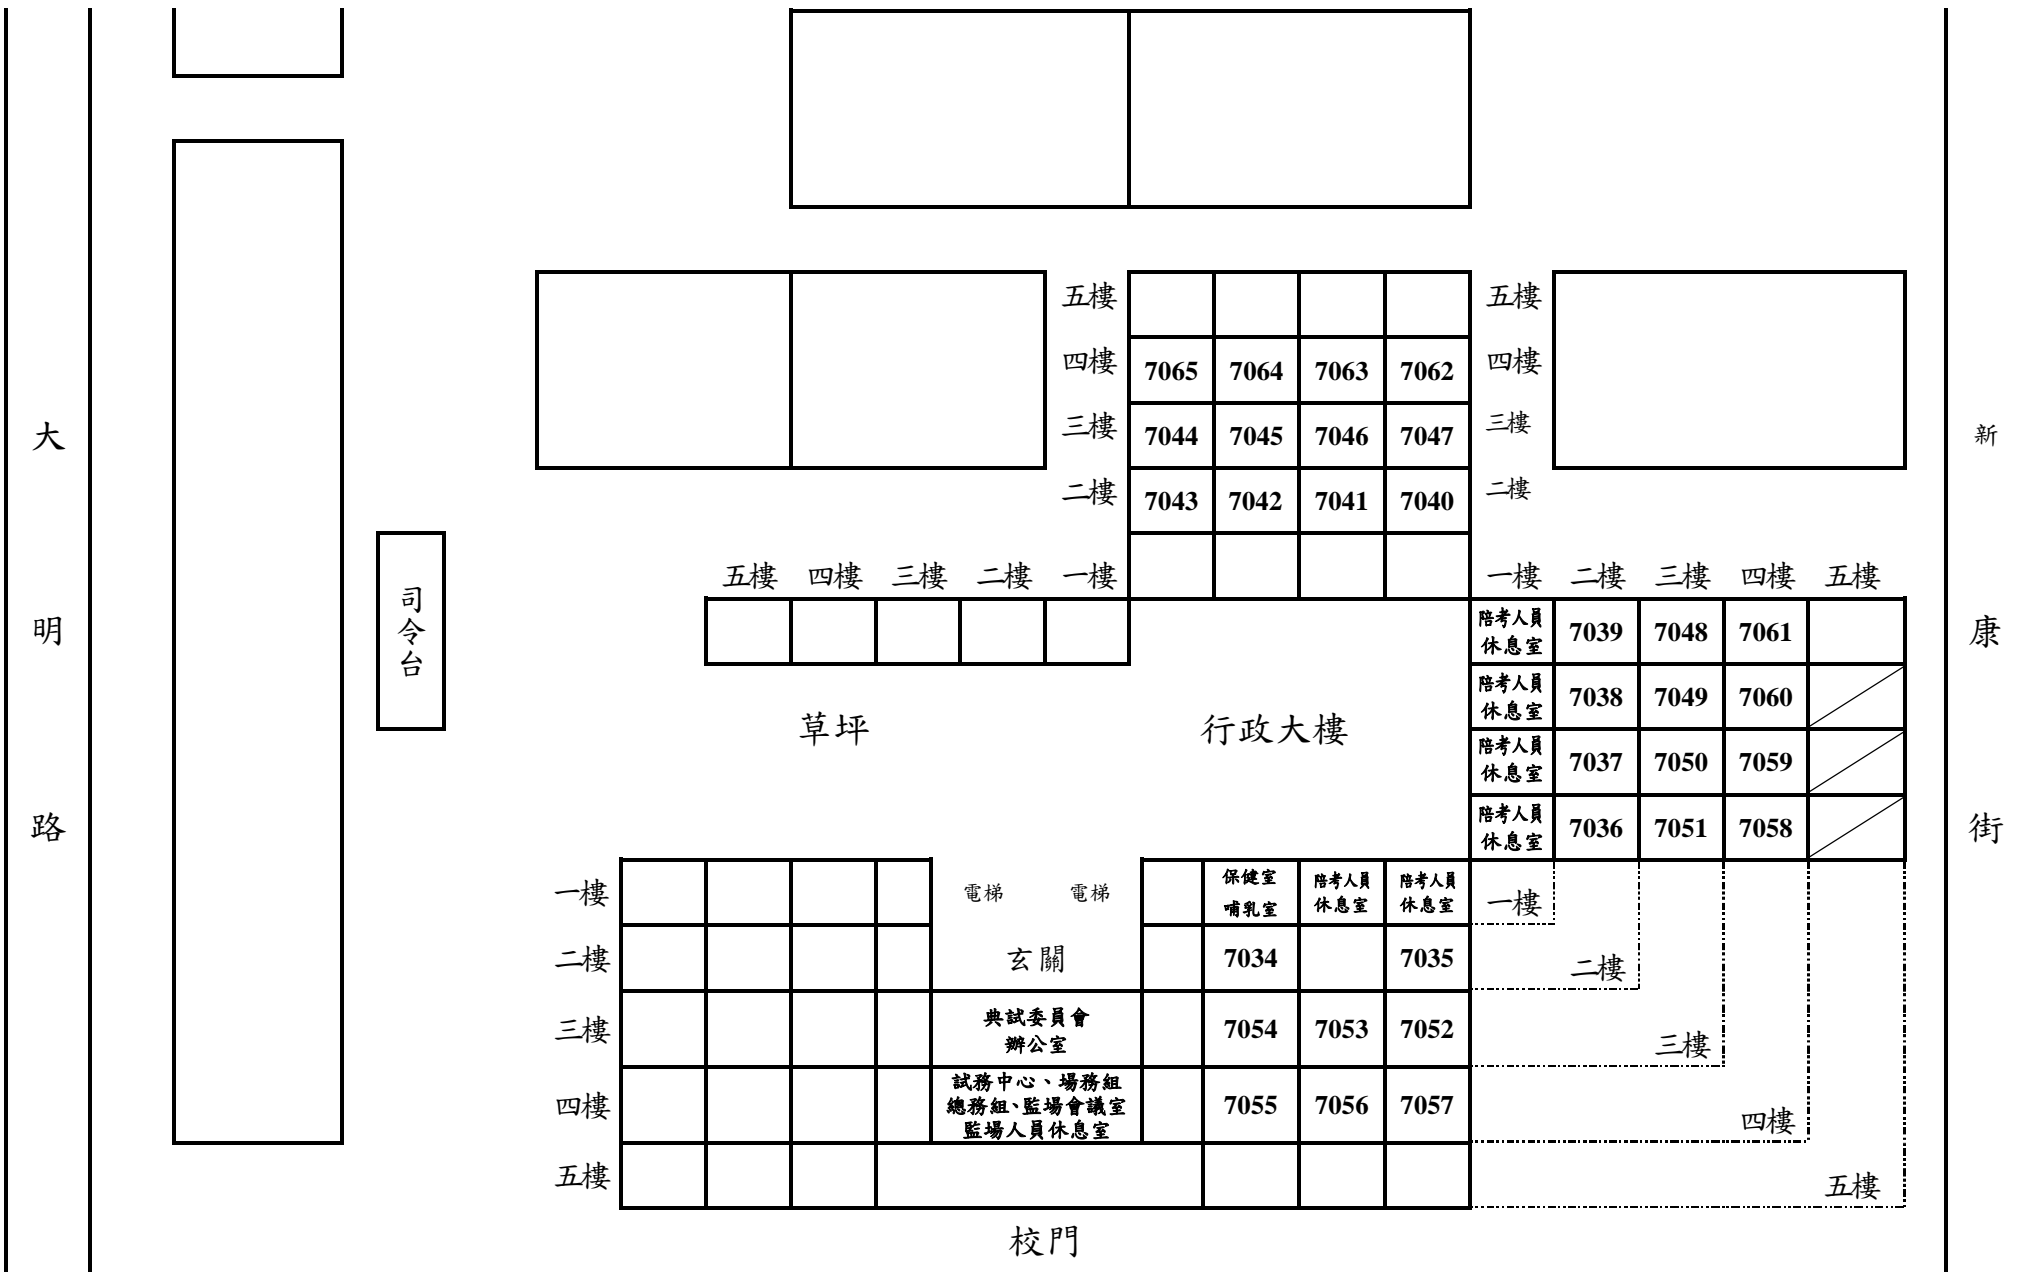 五樓 五樓
四樓 7065 7064 7063 7062 四樓
三樓 7044 7045 7046 7047 三樓
二樓 7043 7042 7041 7040 二樓
五樓 四樓 三樓 二樓 一樓 一樓 二樓 三樓 四樓 五樓
大明路
司令台
新康街
陪考人員
休息室
7039 7048 7061
陪考人員
休息室
7038 7049 7060
草坪 行政大樓
陪考人員
休息室
7037 7050 7059
陪考人員
休息室
7036 7051 7058
一樓 電梯 電梯
保健室
哺乳室
陪考人員
休息室
陪考人員
休息室
一樓
二樓 玄關 7034 7035 二樓
三樓
典試委員會
辦公室
7054 7053 7052 三樓
四樓
試務中心、場務組
總務組、監場會議室
監場人員休息室
7055 7056 7057 四樓
五樓 五樓
校門